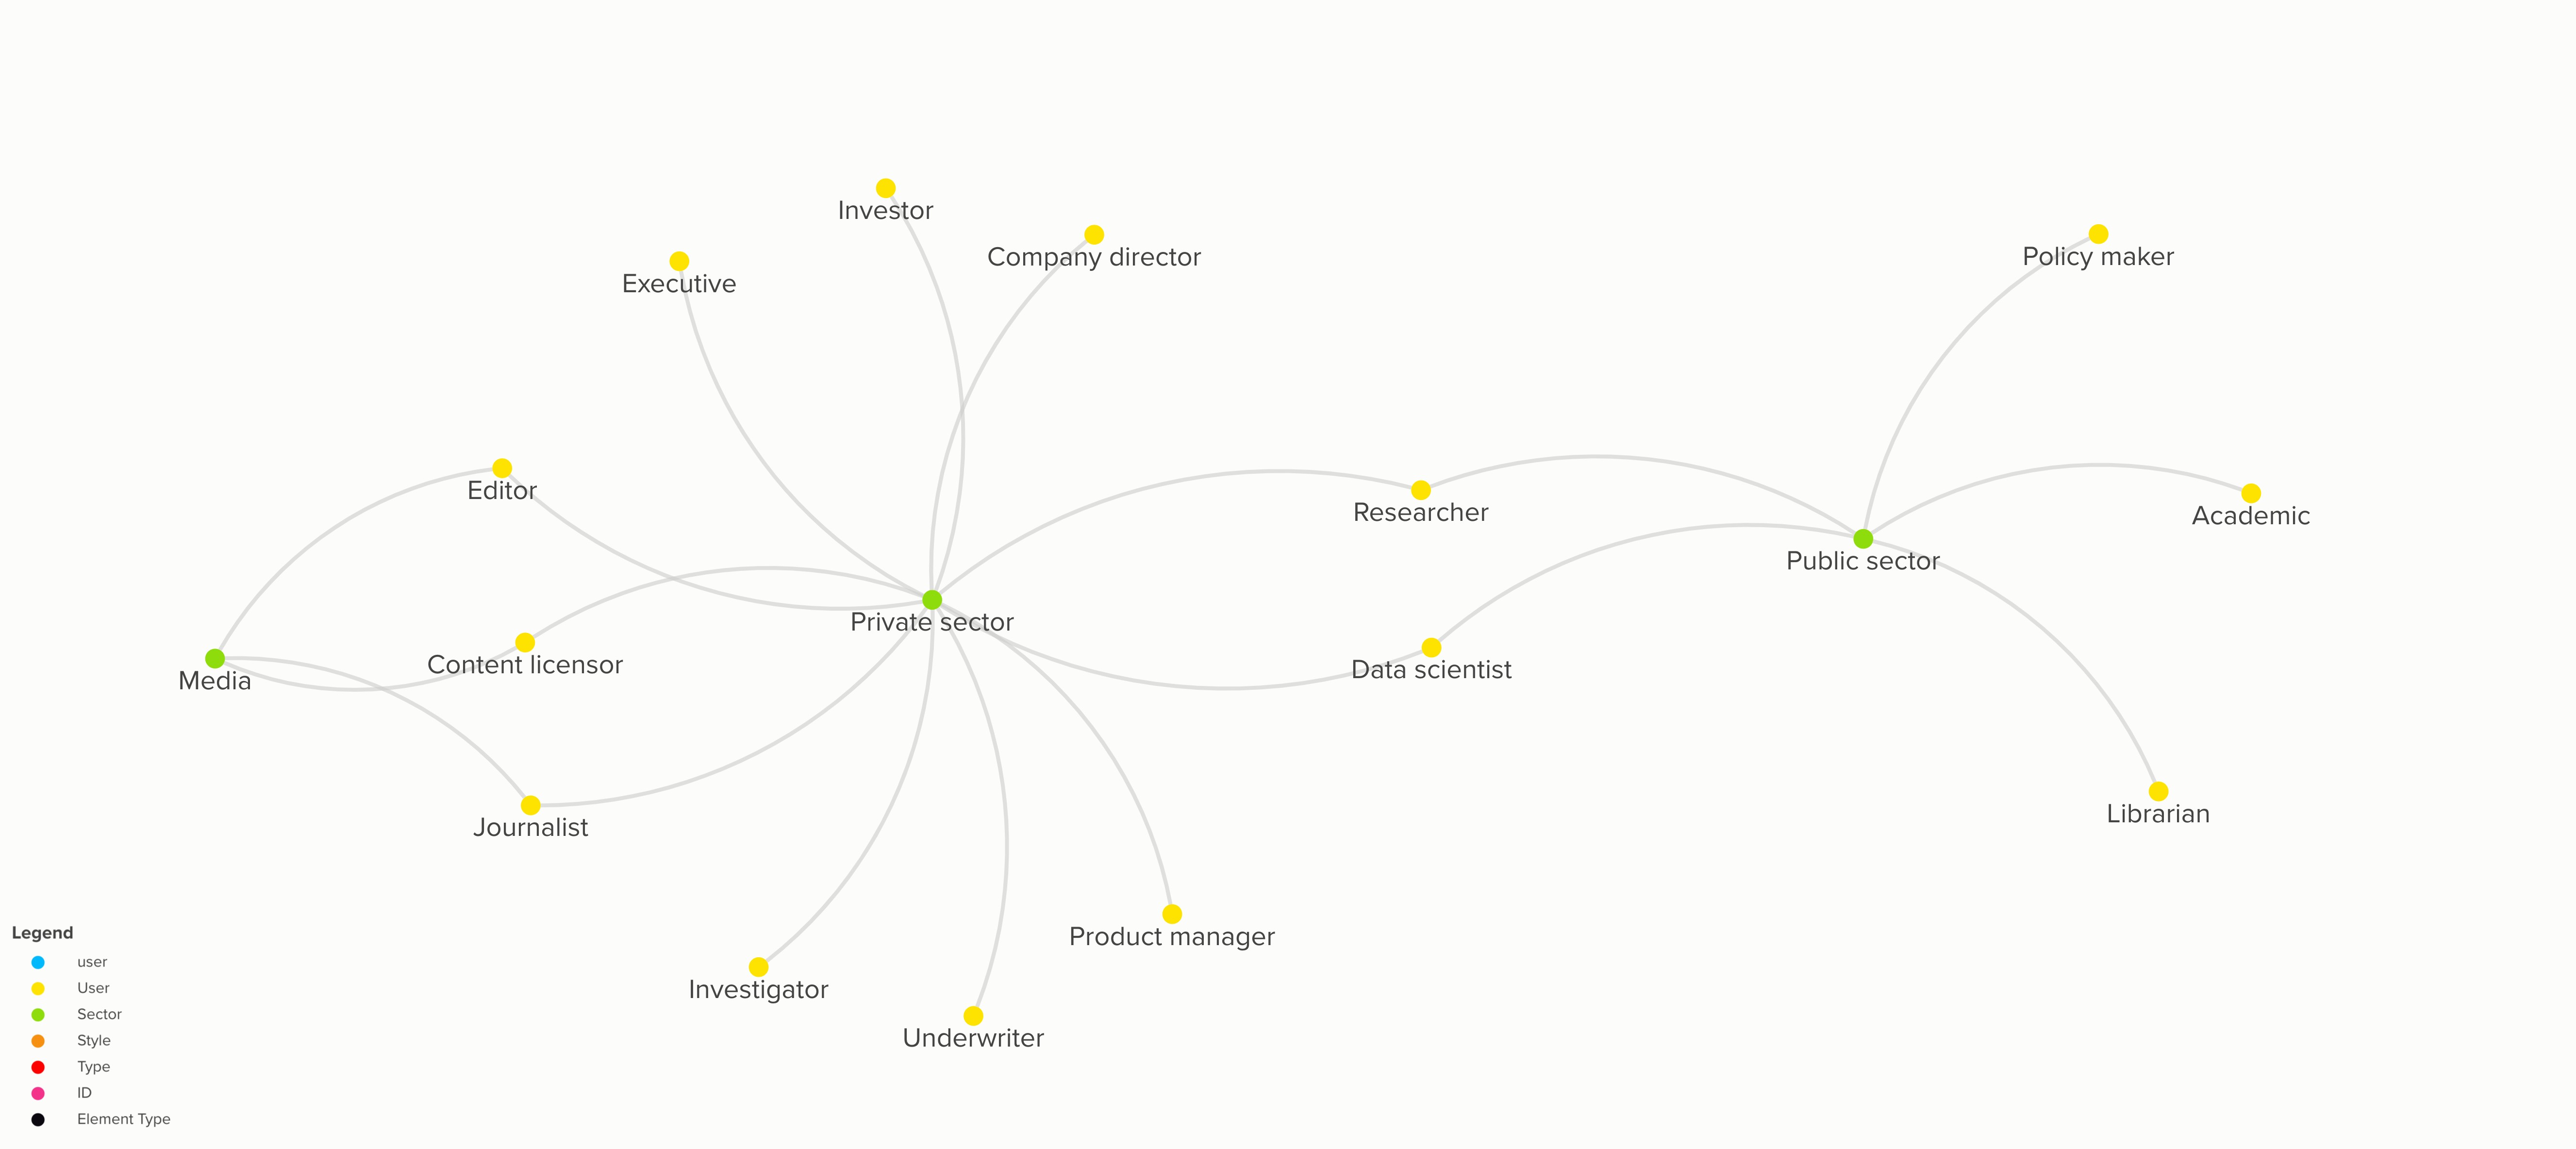 Investor
Company director
Policy maker
Executive
Editor
Researcher
Academic
Public sector
Private sector
Content licensor
Data scientist
Media
Journalist
Librarian
Product manager
Investigator
Underwriter
Legend
user
User
Sector
Style
Type
ID
Element Type